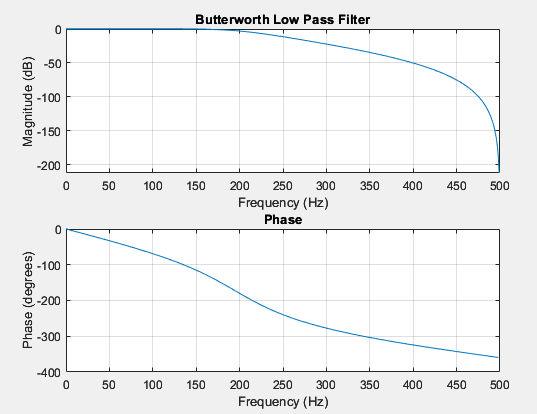 Butterworth Low Pass Filter
0
-50
-100
-150
-200
Magnitude (dB)
0 50 100 150 200 250 300 350 400 450 500
Frequency (Hz)
Phase
0
-100
-200
-300
-400
Phase (degrees)
0 50 100 150 200 250 300 350 400 450 500
Frequency (Hz)